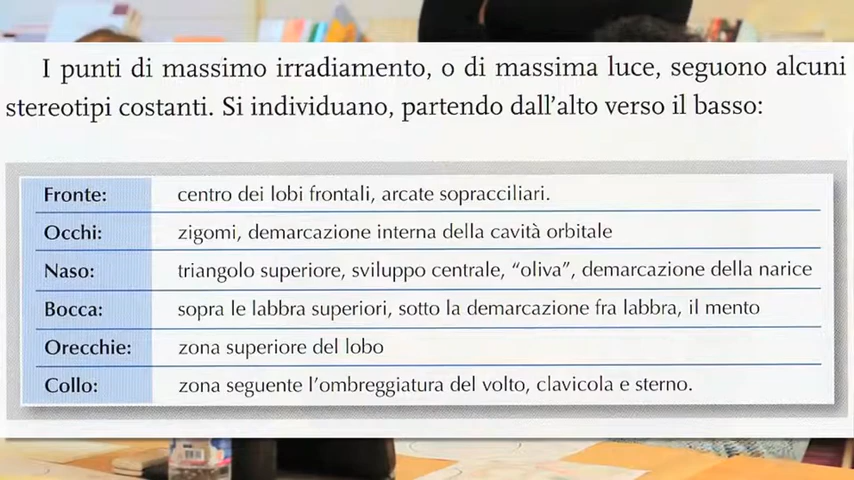 I punti di massimo irradiamento, o di massima luce, seguono alcuni
stereotipi costanti. Si individuano, partendo dall'alto verso il basso:
Fronte: centro dei lobi frontali, arcate sopracciliari.
Occhi: zigomi, demarcazione interna della cavità orbitale
Naso: triangolo superiore, sviluppo centrale, “oliva”, demarcazione della narice
Bocca: sopra le labbra superiori, sotto la demarcazione fra labbra, il mento
Orecchie: zona superiore del lobo
Collo: zona seguente l'ombreggiatura del volto, clavicola e sterno.